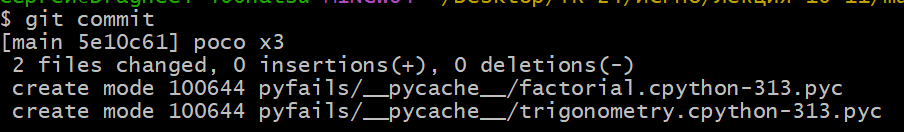 $ git commit
[main 5e10c61] poco x3
2 files changed, 0 insertions(+), 0 deletions(-)
create mode 100644 pyfails/__pycache__/factorial.cpython-313.pyc
create mode 100644 pyfails/__pycache__/trigonometry.cpython-313.pyc